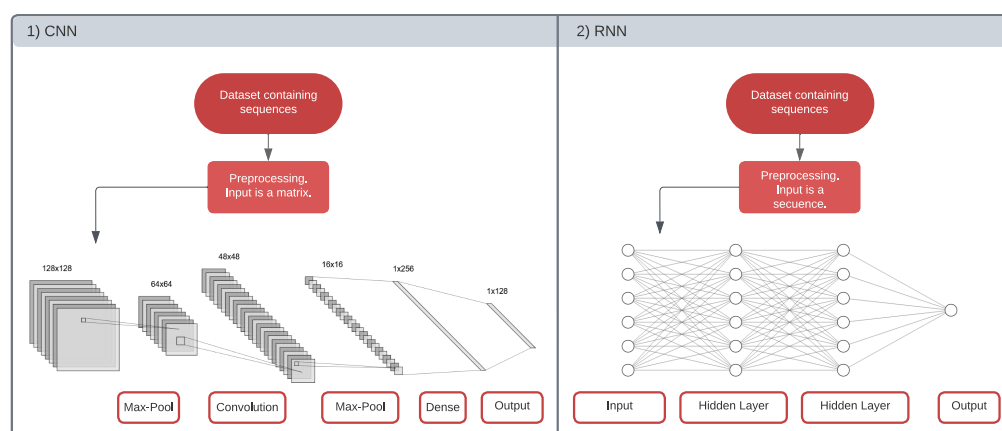 1) CNN
Dataset containing
sequences
Preprocessing.
Input is a matrix.
128x128
64x64
48x48
16x16
1x256
1x128
Max-Pool
Convolution
Max-Pool
Dense
Output
2) RNN
Dataset containing
sequences
Preprocessing.
Input is a
secuence.
Input
Hidden Layer
Hidden Layer
Output